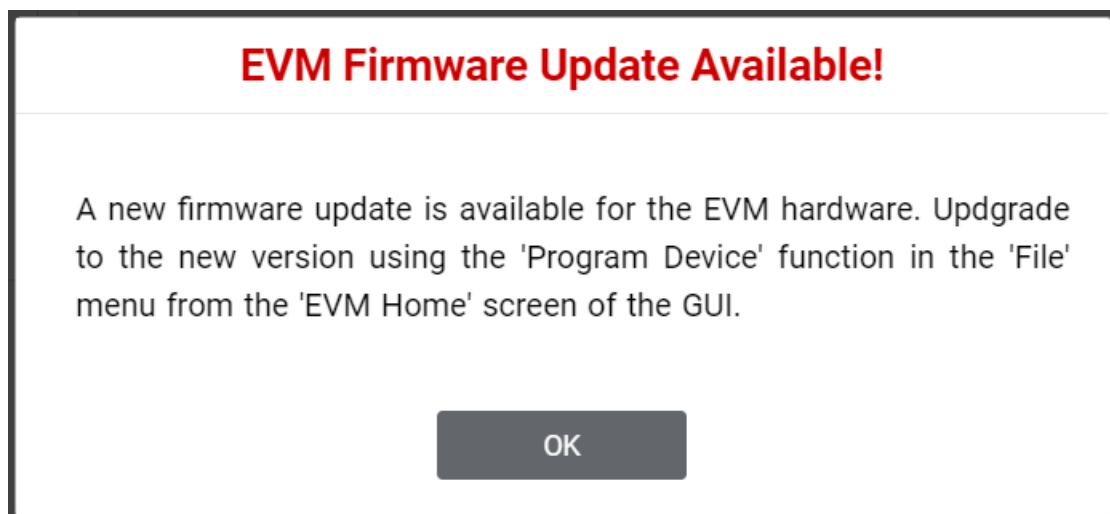 EVM Firmware Update Available!
A new firmware update is available for the EVM hardware. Updgrade
to the new version using the 'Program Device' function in the 'File'
menu from the 'EVM Home' screen of the GUI.
OK